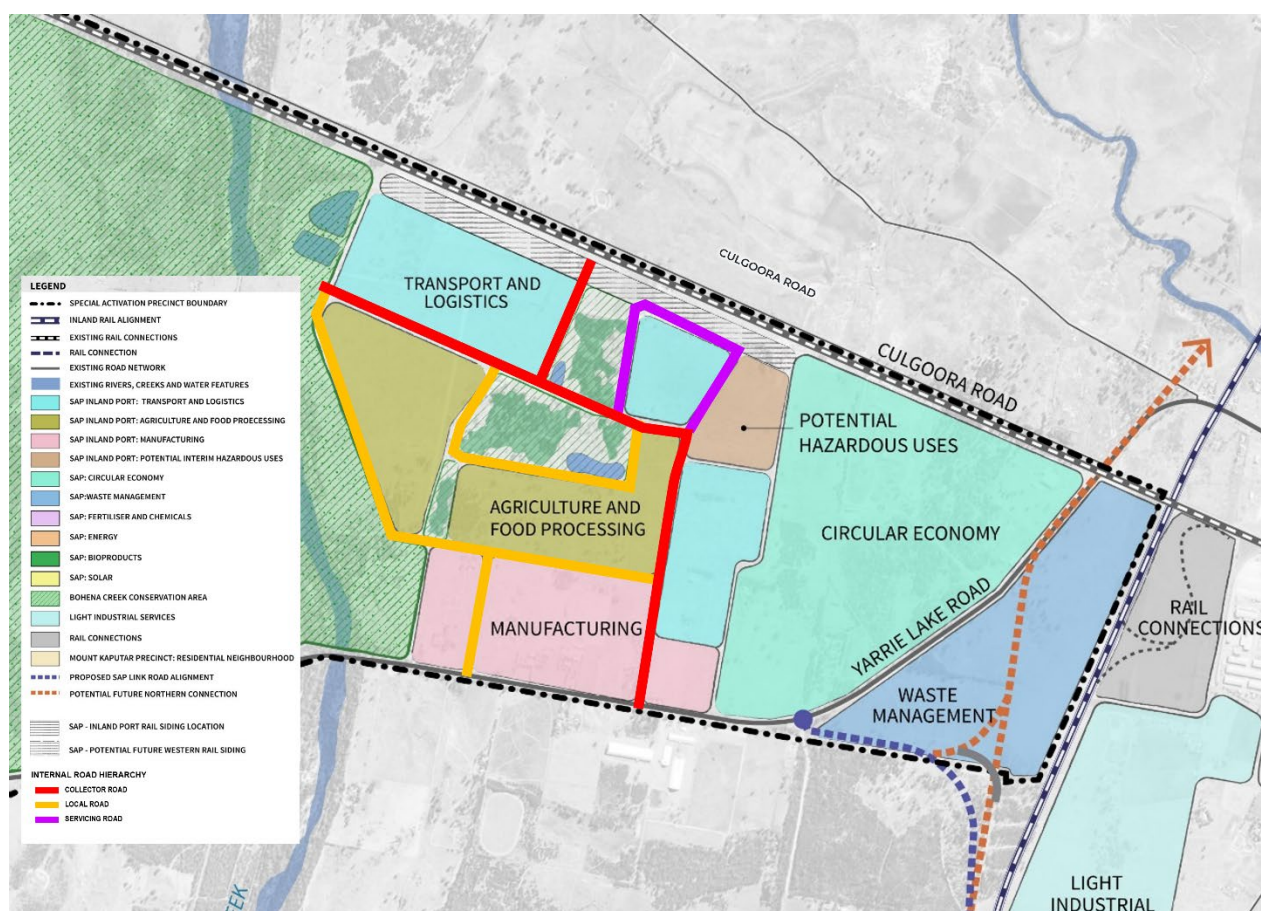 CULGOORA ROAD
CULGOORA ROAD
TRANSPORT AND
LOGISTICS
POTENTIAL
HAZARDOUS USES
AGRICULTURE AND
FOOD PROCESSING
CIRCULAR ECONOMY
YARRIE LAKE ROAD
RAIL
CONNECTIONS
MANUFACTURING
WASTE
MANAGEMENT
LIGHT
INDUSTRIAL
EEK
LEGEND
SPECIAL ACTIVATION PRECINCT BOUNDARY
INLAND RAIL ALIGNMENT
EXISTING RAIL CONNECTIONS
RAIL CONNECTION
EXISTING ROAD NETWORK
EXISTING RIVERS, CREEKS AND WATER FEATURES
SAP INLAND PORT: TRANSPORT AND LOGISTICS
SAP INLAND PORT: AGRICULTURE AND FOOD PROECESSING
SAP INLAND PORT: MANUFACTURING
SAP INLAND PORT: POTENTIAL INTERIM HAZARDOUS USES
SAP: CIRCULAR ECONOMY
SAP:WASTE MANAGEMENT
SAP: FERTILISER AND CHEMICALS
SAP: ENERGY
SAP: BIOPRODUCTS
SAP: SOLAR
BOHENA CREEK CONSERVATION AREA
LIGHT INDUSTRIAL SERVICES
RAIL CONNECTIONS
MOUNT KAPUTAR PRECINCT: RESIDENTIAL NEIGHBOURHOOD
PROPOSED SAP LINK ROAD ALIGNMENT
POTENTIAL FUTURE NORTHERN CONNECTION
SAP - INLAND PORT RAIL SIDING LOCATION
SAP - POTENTIAL FUTURE WESTERN RAIL SIDING
INTERNAL ROAD HIERARCHY
COLLECTOR ROAD
LOCAL ROAD
SERVICING ROAD